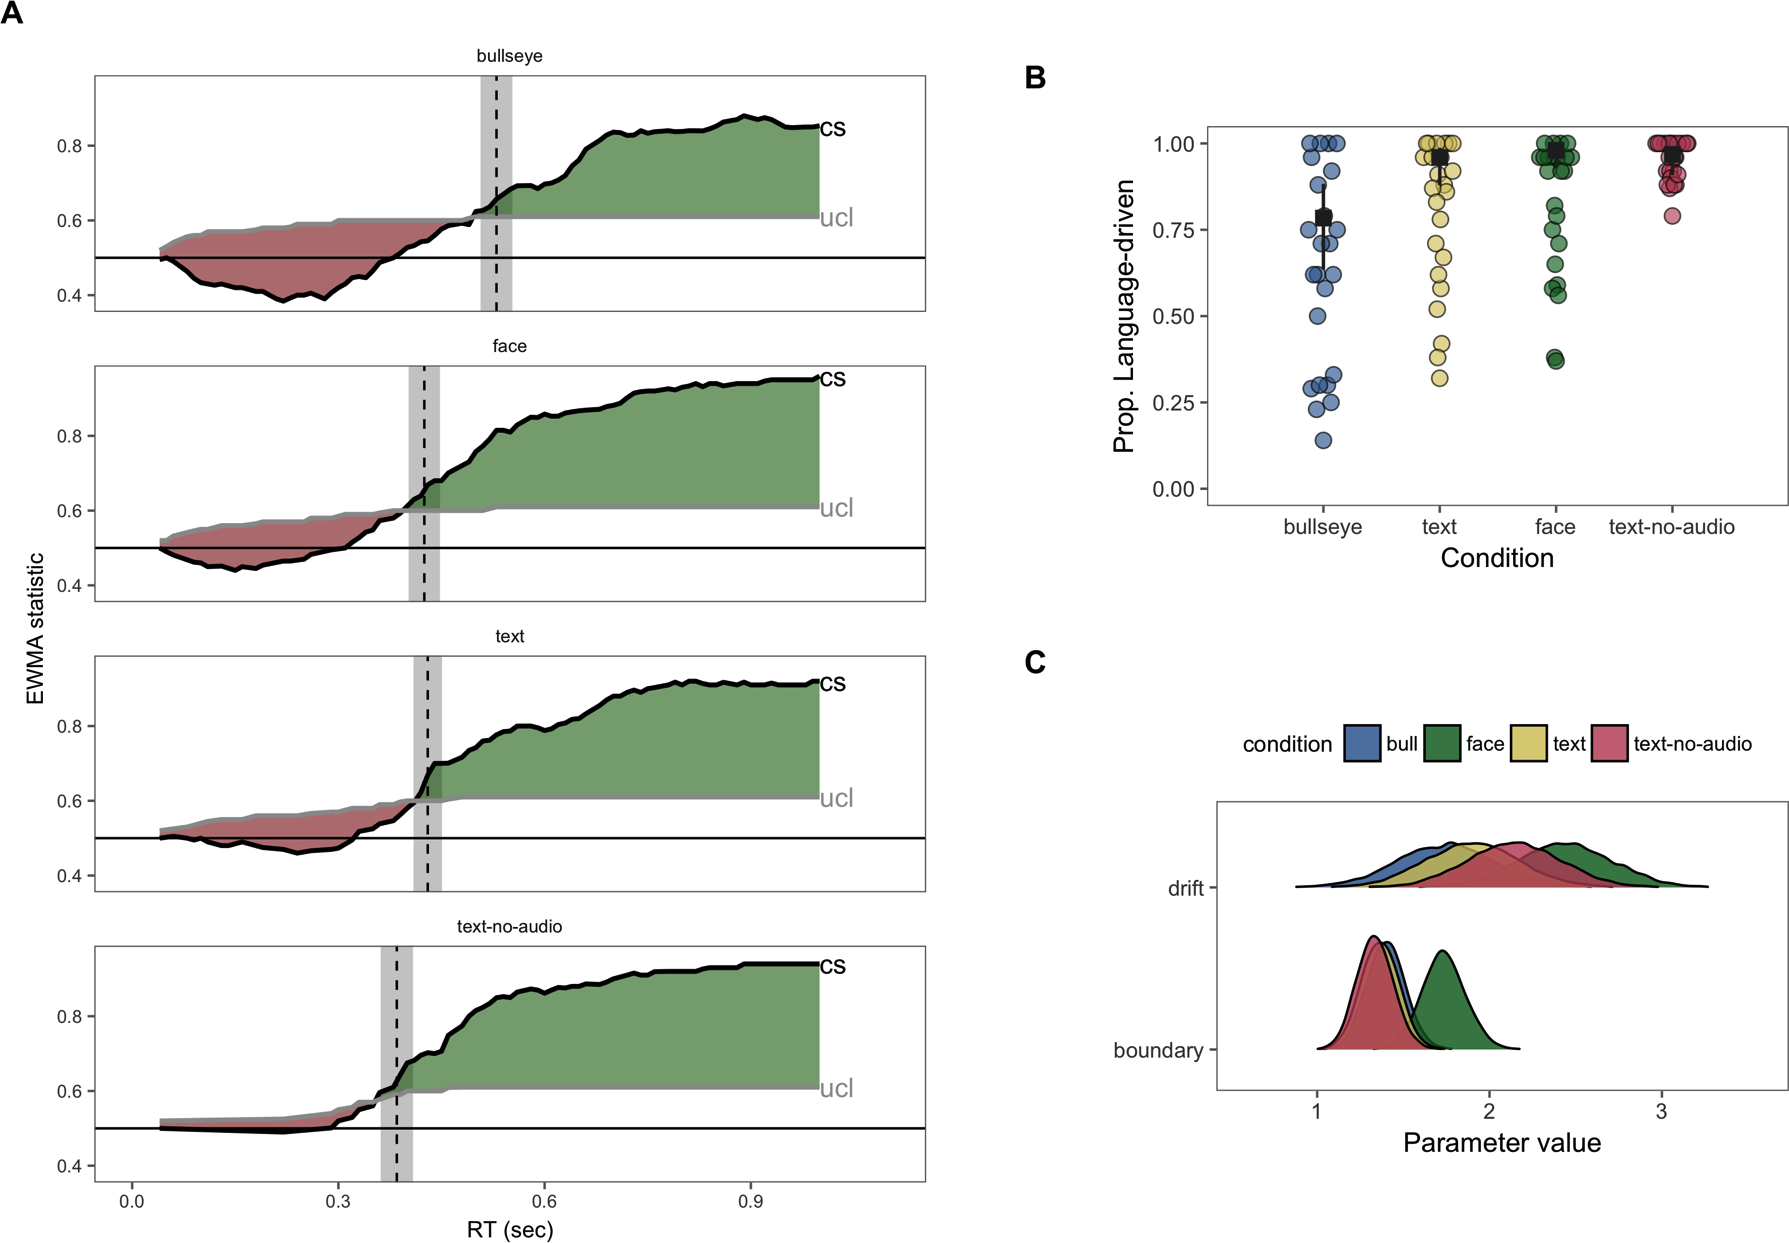 A
bullseye
0.8
0.6
0.4
cs
ucl
face
0.8
0.6
0.4
cs
ucl
text
0.8
0.6
0.4
cs
ucl
text-no-audio
0.8
0.6
0.4
cs
ucl
0.0 0.3 0.6 0.9
RT (sec)
EWMA statistic
B
1.00
0.75
0.50
0.25
0.00
Prop. Language-driven
bullseye text face text-no-audio
Condition
C
condition bull face text text-no-audio
drift
boundary
1 2 3
Parameter value